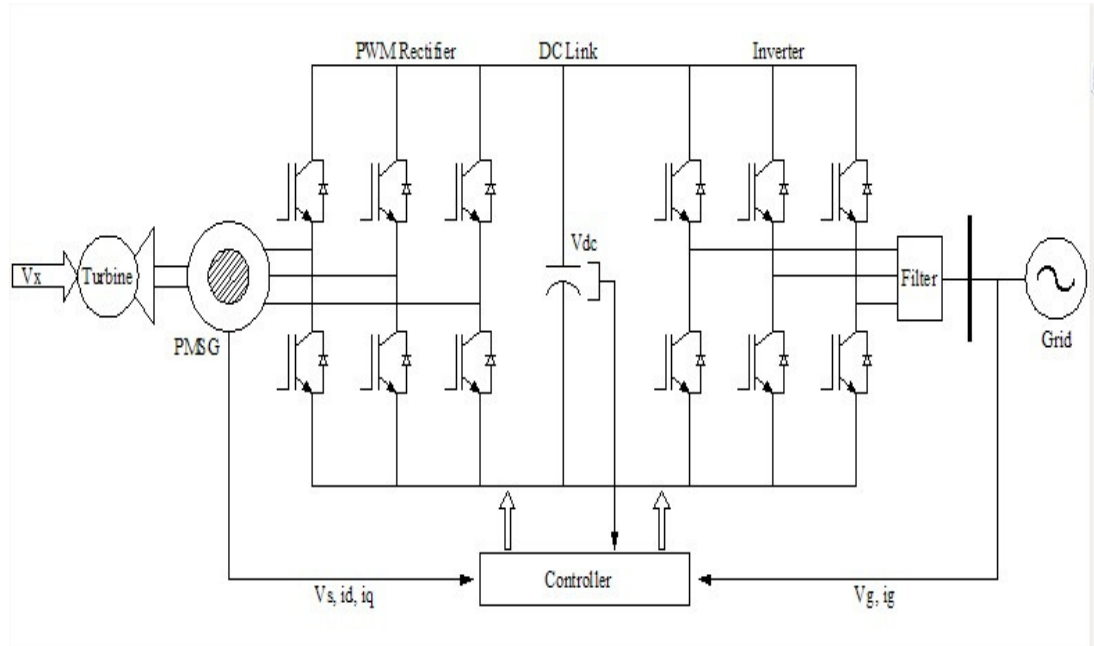 PWM Rectifier
DC Link
Inverter
Vdc
Vx
Turbine
Filter
PMSG
Grid
Controller
Vs, id, iq
Vg, ig